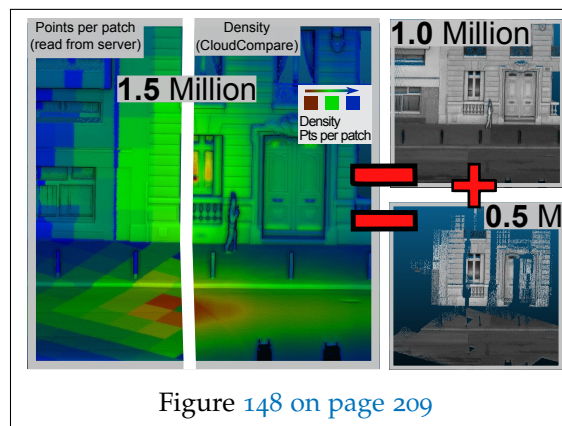 Points per patch
(read from server)
Density
(CloudCompare)
1.5 Million
Density
Pts per patch
1.0 Million
0.5 M
Figure 148 on page 209